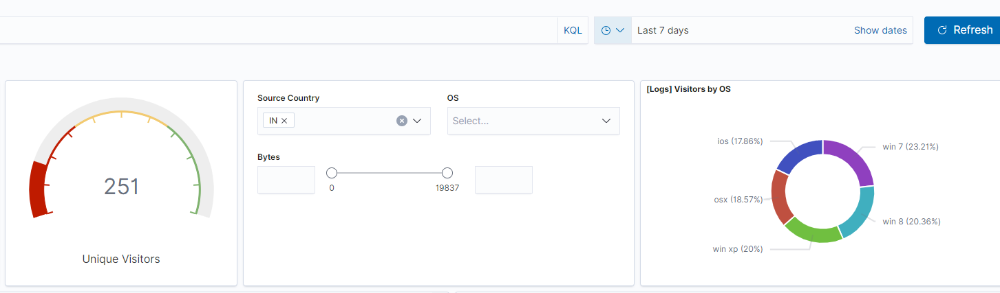 KQL
Last 7 days
Show dates
Refresh
251
Unique Visitors
Source Country
IN
OS
Select...
Bytes
0
19837
[Logs] Visitors by OS
ios (17.86%)
win 7 (23.21%)
osx (18.57%)
win 8 (20.36%)
win xp (20%)